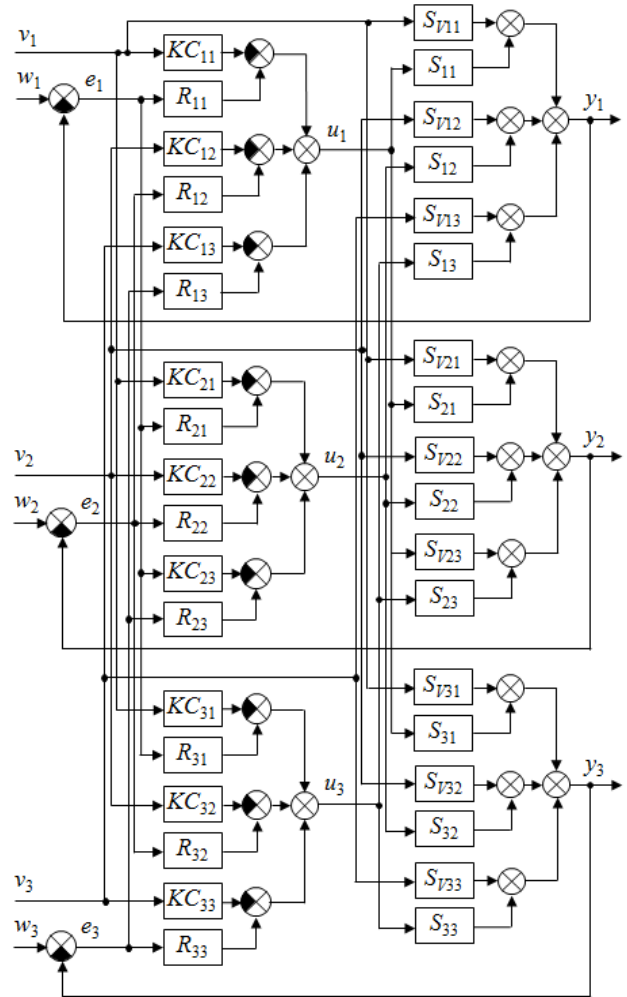 v1
w1
e1
KC11
R11
KC12
R12
KC13
R13
u1
SV11
S11
SV12
S12
SV13
S13
y1
v2
w2
e2
KC21
R21
KC22
R22
KC23
R23
u2
SV21
S21
SV22
S22
SV23
S23
y2
v3
w3
e3
KC31
R31
KC32
R32
KC33
R33
u3
SV31
S31
SV32
S32
SV33
S33
y3